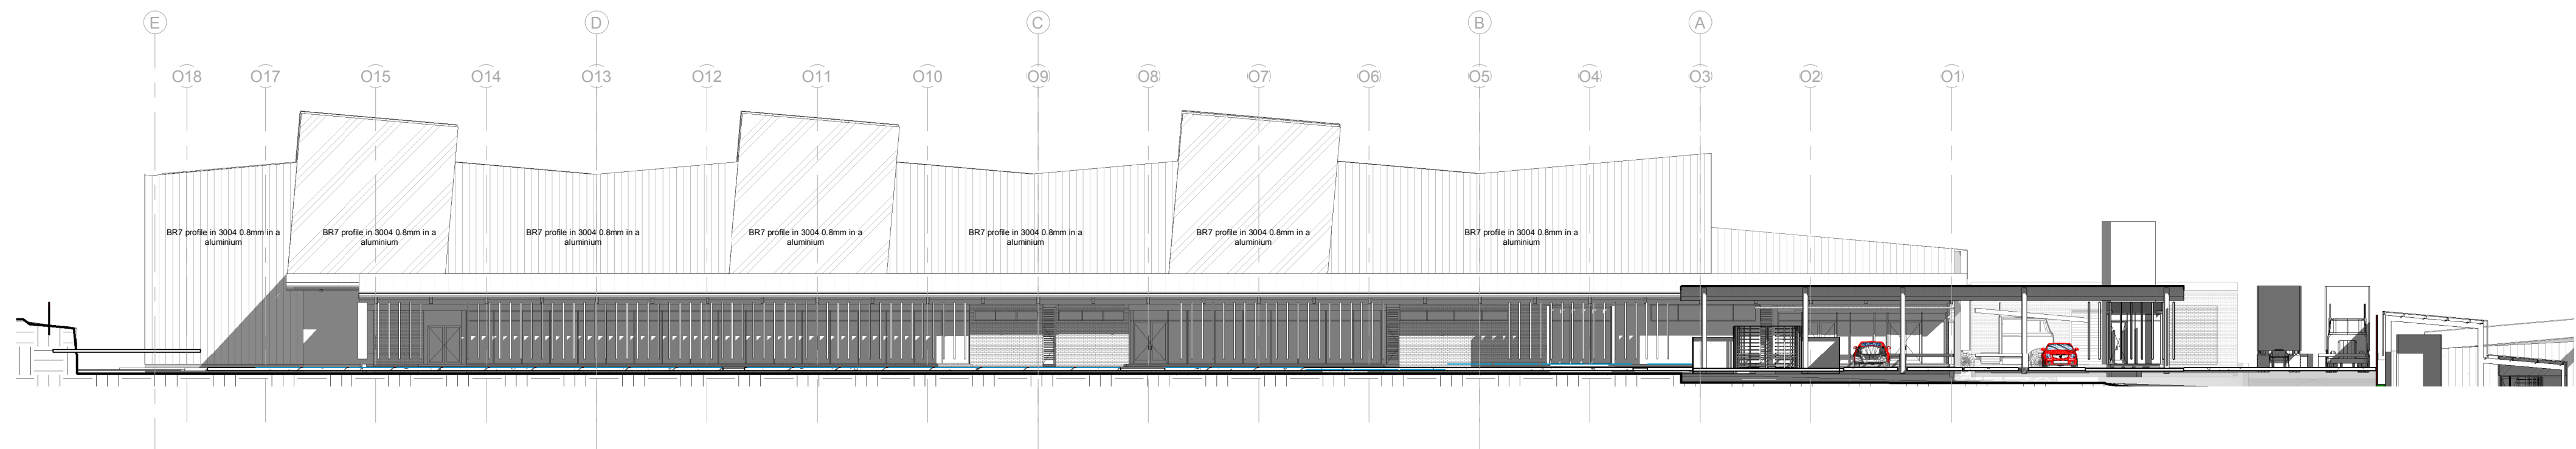 E D C B A
O18 O17 O15 O14 O13 O12 O11 O10 O9 O8 O7 O6 O5 O4 O3 O2 O1
BR7 profile in 3004 0.8mm in a
aluminium
BR7 profile in 3004 0.8mm in a
aluminium
BR7 profile in 3004 0.8mm in a
aluminium
BR7 profile in 3004 0.8mm in a
aluminium
BR7 profile in 3004 0.8mm in a
aluminium
BR7 profile in 3004 0.8mm in a
aluminium
BR7 profile in 3004 0.8mm in a
aluminium